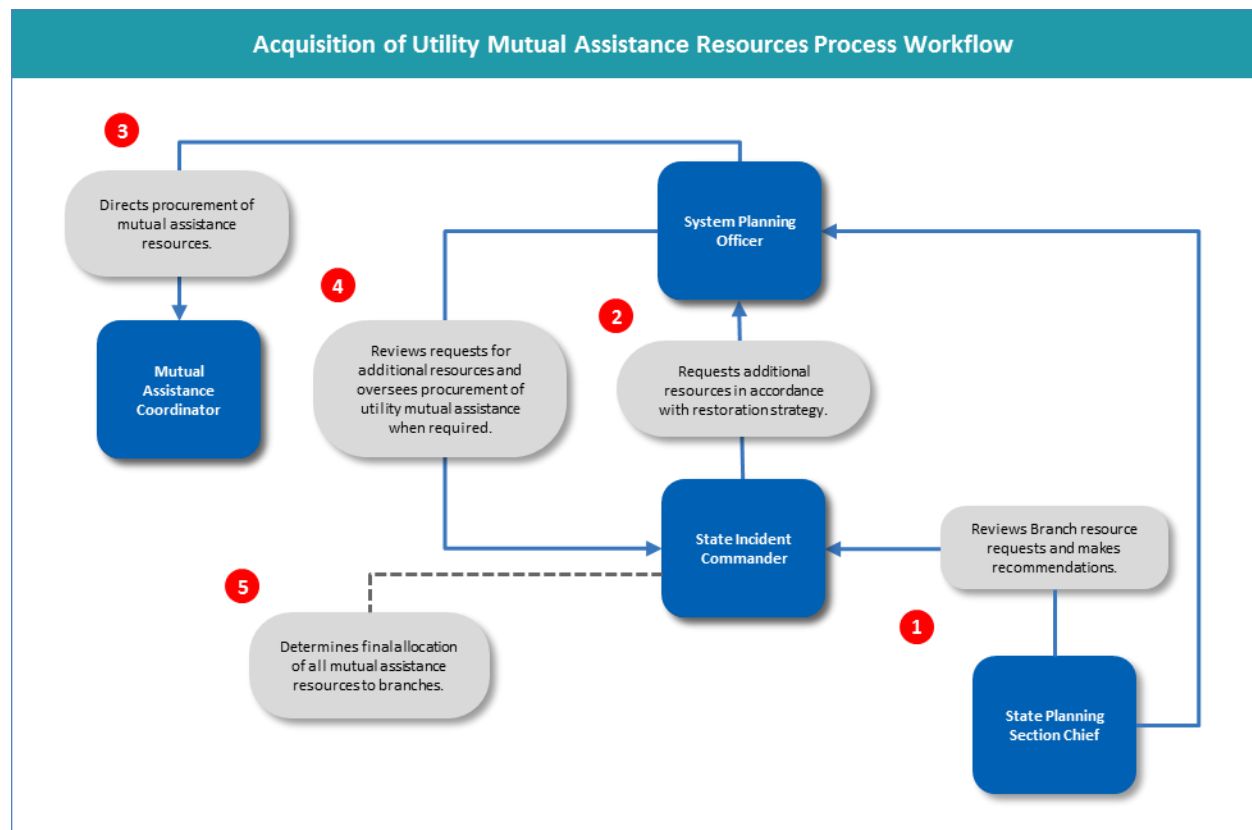 Acquisition of Utility Mutual Assistance Resources Process Workflow
3
Directs procurement of
mutual assistance
resources.
System Planning
Officer
4
2
Mutual
Assistance
Coordinator
Reviews requests for
additional resources and
oversees procurement of
utility mutual assistance
when required.
Requests additional
resources in accordance
with restoration strategy.
State Incident
Commander
Reviews Branch resource
requests and makes
recommendations.
5
Determines final allocation
of all mutual assistance
resources to branches.
1
State Planning
Section Chief